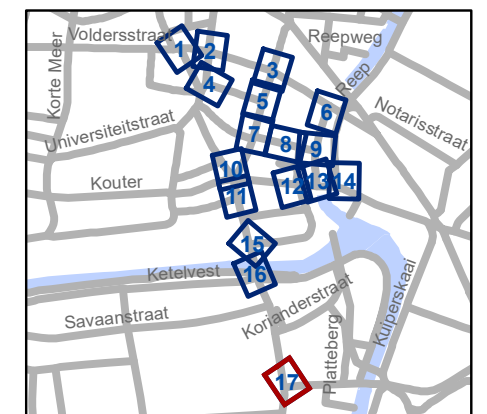 Voldersstraat
Reepweg
Korte Meer
Reep
Notarisstraat
Universiteitstraat
Kouter
Ketelvest
Savaanstraat
Korianderstraat
Platteberg
Kuiperskaai
1
2
3
4
5
6
7
8
9
10
11
12
13
14
15
16
17